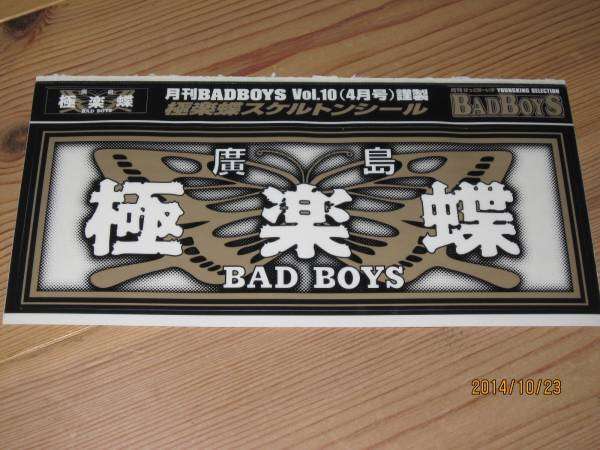 廣島
極楽蝶
BAD BOYS
月刊BADBOYS Vol.10(4月号)謹製
極楽蝶スケルトンシール
YOUNGKING SELECTION
BADBOYS
廣島
極楽蝶
BAD BOYS
2014/10/23